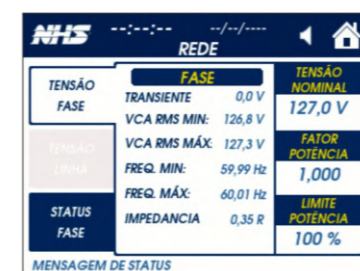 NHS
--:--:-- --/--/----
REDE
TENSÃO
FASE
TENSÃO
LINHA
STATUS
FASE
FASE
TRANSIENTE 0,0 V
VCA RMS MIN: 126,8 V
VCA RMS MÁX: 127,3 V
FREQ. MIN: 59,99 Hz
FREQ. MÁX: 60,01 Hz
IMPEDANCIA 0,35 R
TENSÃO
NOMINAL
127,0 V
FATOR
POTÊNCIA
1,000
LIMITE
POTÊNCIA
100 %
MENSAGEM DE STATUS